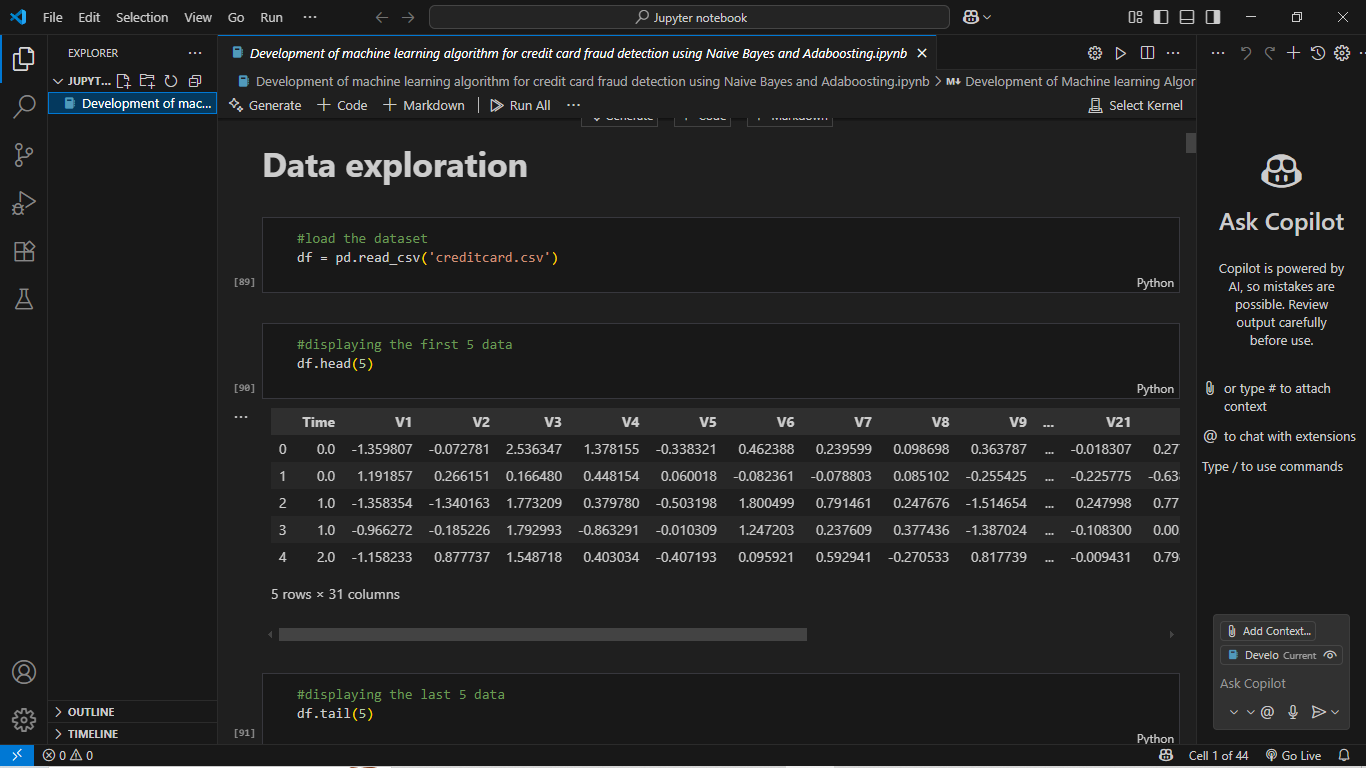 File Edit Selection View Go Run ··· Jupyter notebook
EXPLORER ···
JUPYT...
Development of mac...
OUTLINE
TIMELINE
Development of machine learning algorithm for credit card fraud detection using Naive Bayes and Adaboosting.ipynb
Development of machine learning algorithm for credit card fraud detection using Naive Bayes and Adaboosting.ipynb > M↓ Development of Machine learning Algor
Generate + Code + Markdown | Run All ··· Select Kernel
Generate + Code + Markdown
Data exploration
#load the dataset
df = pd.read_csv('creditcard.csv')
[89] Python
#displaying the first 5 data
df.head(5)
[90] Python
...
Time V1 V2 V3 V4 V5 V6 V7 V8 V9 ... V21
0 0.0 -1.359807 -0.072781 2.536347 1.378155 -0.338321 0.462388 0.239599 0.098698 0.363787 ... -0.018307 0.27
1 0.0 1.191857 0.266151 0.166480 0.448154 0.060018 -0.082361 -0.078803 0.085102 -0.255425 ... -0.225775 -0.63
2 1.0 -1.358354 -1.340163 1.773209 0.379780 -0.503198 1.800499 0.791461 0.247676 -1.514654 ... 0.247998 0.77
3 1.0 -0.966272 -0.185226 1.792993 -0.863291 -0.010309 1.247203 0.237609 0.377436 -1.387024 ... -0.108300 0.00
4 2.0 -1.158233 0.877737 1.548718 0.403034 -0.407193 0.095921 0.592941 -0.270533 0.817739 ... -0.009431 0.79
5 rows × 31 columns
#displaying the last 5 data
df.tail(5)
[91] Python
Ask Copilot
Copilot is powered by
AI, so mistakes are
possible. Review
output carefully
before use.
or type # to attach
context
@ to chat with extensions
Type / to use commands
Add Context...
Develo Current
Ask Copilot
@
0 0 Cell 1 of 44 Go Live